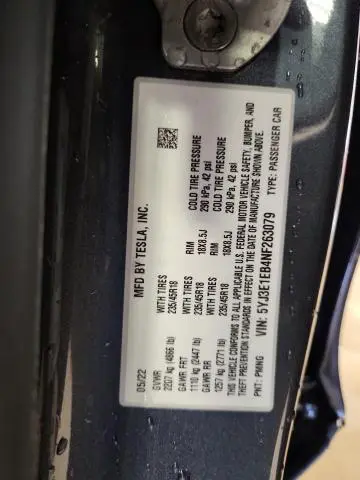 MFD BY TESLA, INC.
05/22
GVWR
2207 kg (4866 lb)
WITH TIRES
235/45R18
RIM
18X8.5J
COLD TIRE PRESSURE
290 kPa, 42 psi
GAWR FRT
1110 kg (2447 lb)
WITH TIRES
235/45R18
RIM
18X8.5J
COLD TIRE PRESSURE
290 kPa, 42 psi
GAWR RR
1257 kg (2771 lb)
THIS VEHICLE CONFORMS TO ALL APPLICABLE U.S. FEDERAL MOTOR VEHICLE SAFETY, BUMPER, AND
THEFT PREVENTION STANDARDS IN EFFECT ON THE DATE OF MANUFACTURE SHOWN ABOVE.
VIN: 5YJ3E1EB4NF263079
PNT: PMNG
TYPE: PASSENGER CAR